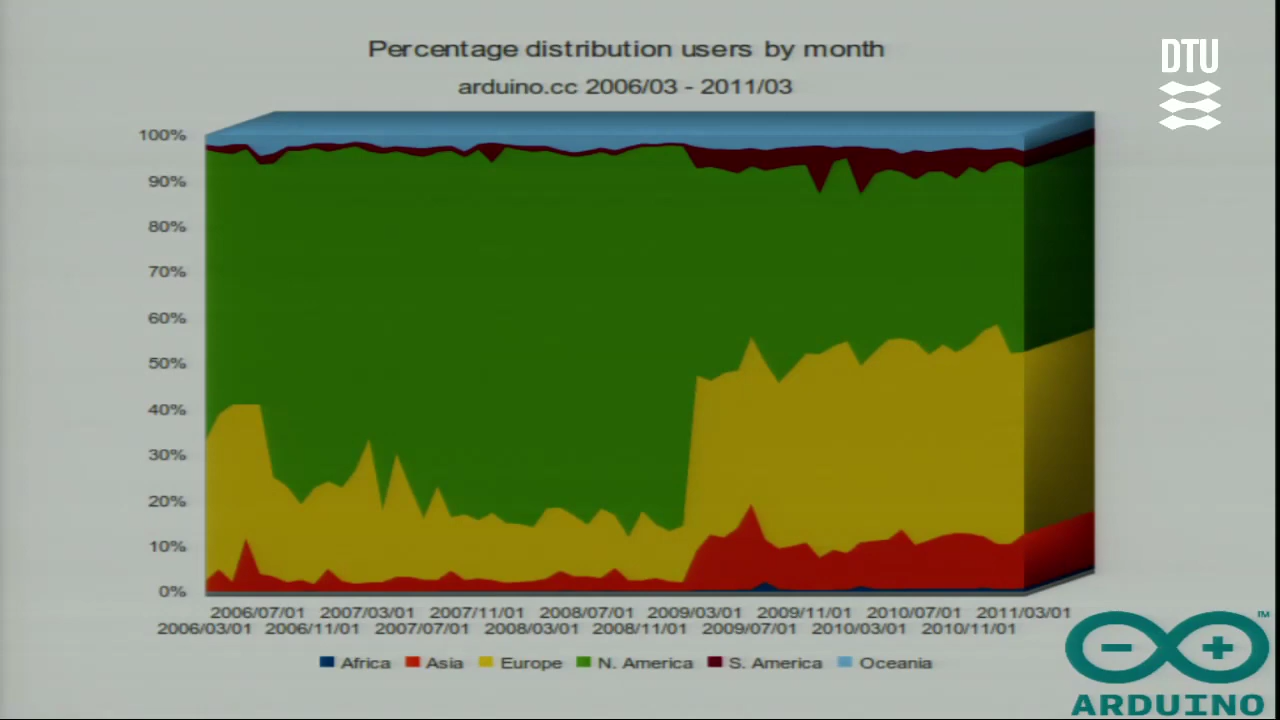 Percentage distribution users by month
arduino.cc 2006/03 - 2011/03
DTU
100%
90%
80%
70%
60%
50%
40%
30%
20%
10%
0%
2006/07/01 2007/03/01 2007/11/01 2008/07/01 2009/03/01 2009/11/01 2010/07/01 2011/03/01
2006/03/01 2006/11/01 2007/07/01 2008/03/01 2008/11/01 2009/07/01 2010/03/01 2010/11/01
Africa Asia Europe N. America S. America Oceania
TM
ARDUINO